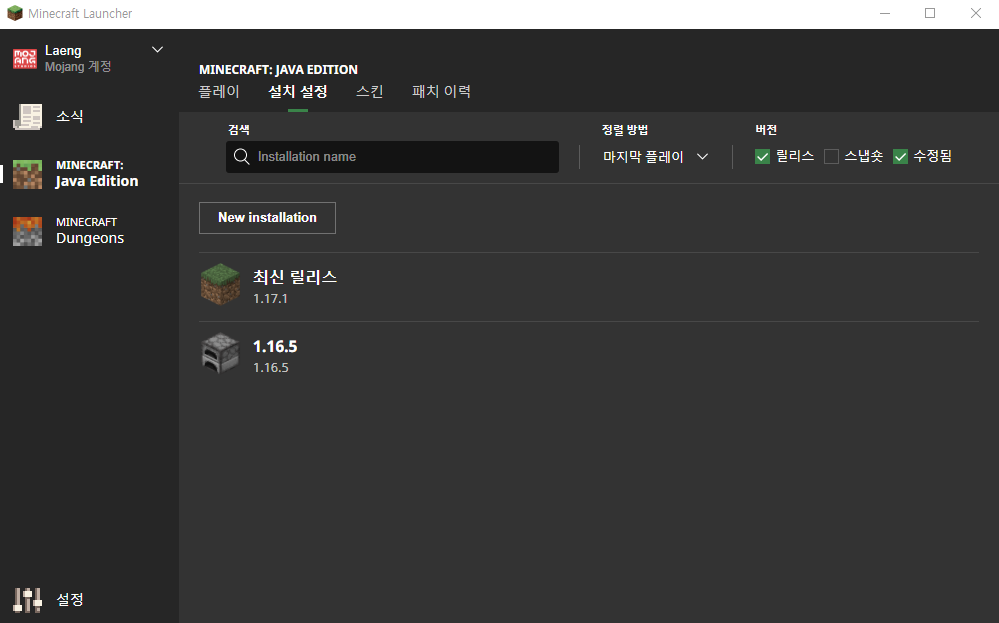 Minecraft Launcher
Laeng
Mojang 계정
소식
MINECRAFT:
Java Edition
MINECRAFT
Dungeons
설정
MINECRAFT: JAVA EDITION
플레이 설치 설정 스킨 패치 이력
검색 정렬 방법 버전
Installation name 마지막 플레이 릴리스 스냅숏 수정됨
New installation
최신 릴리스
1.17.1
1.16.5
1.16.5